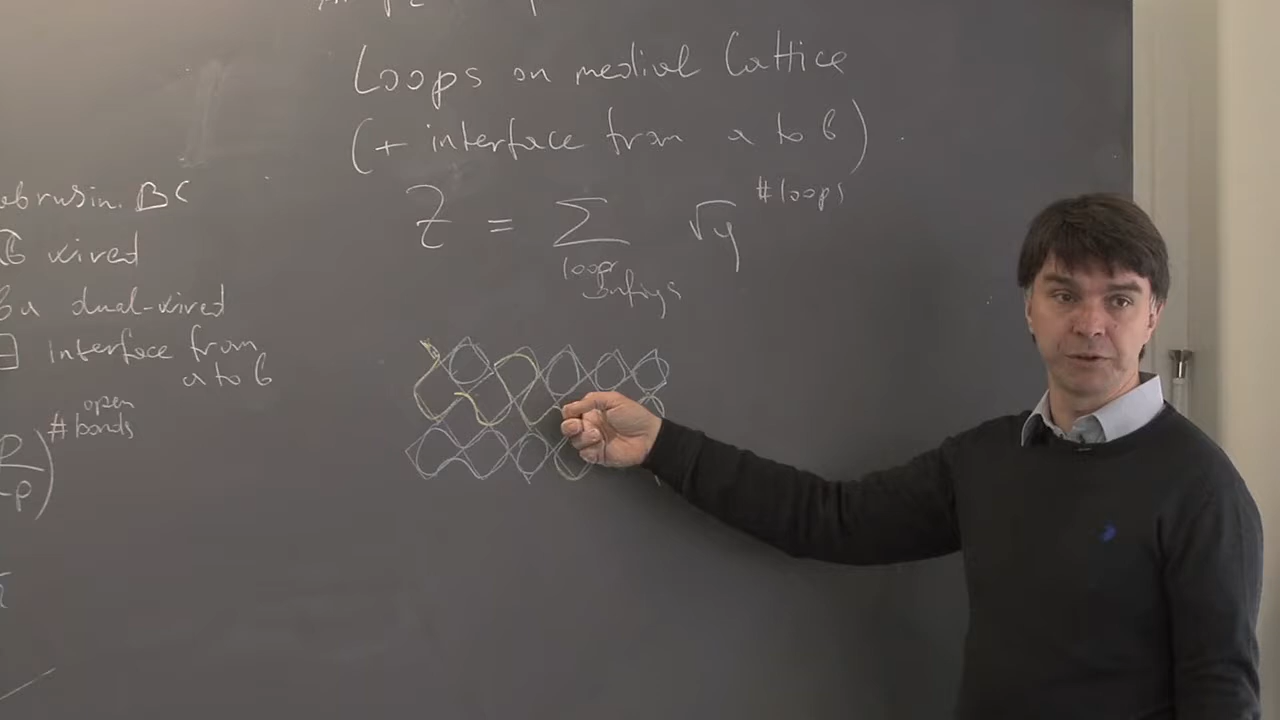 Loops on medial lattice
(+ interface from a to b)
Z = Σ √q #loops
loop
configs
BC
wired
ba dual-wired
interface from
a to b
open
# bonds
-p)